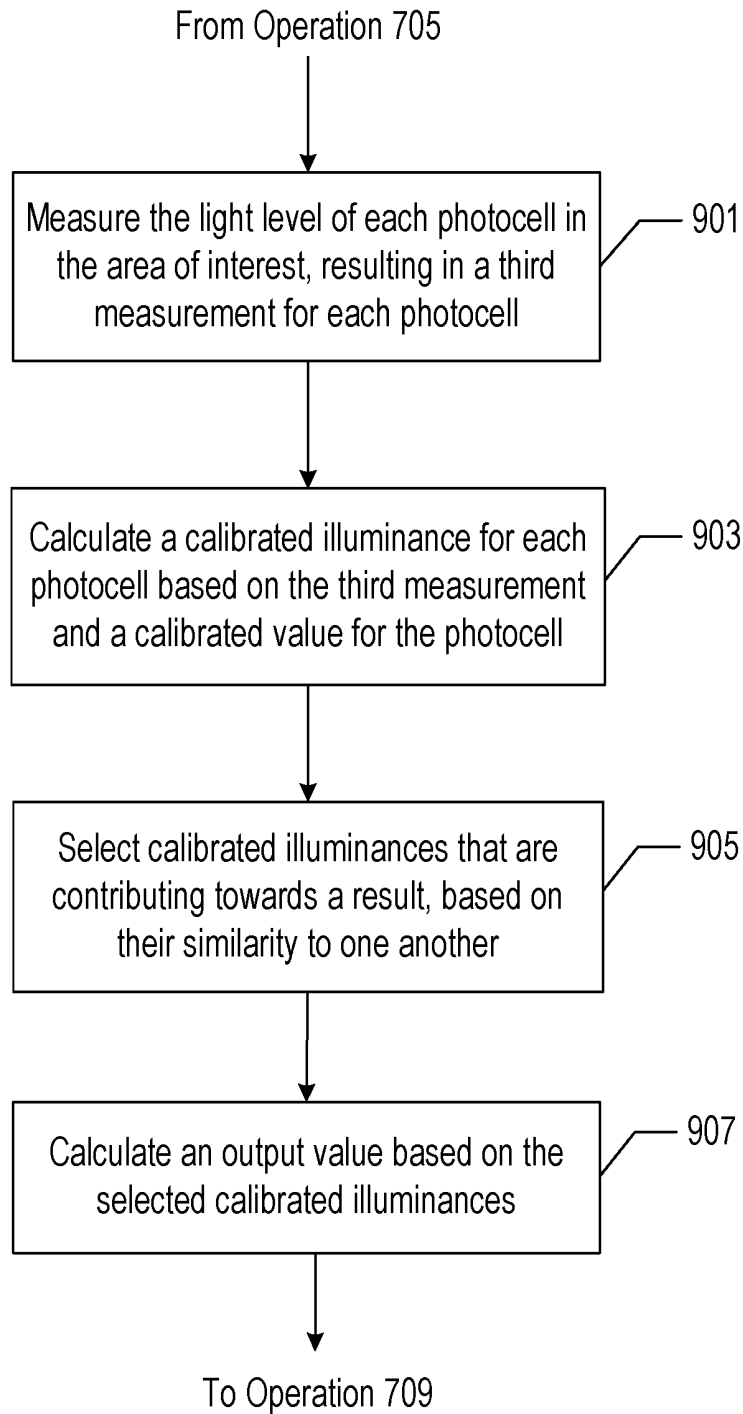 From Operation 705
Measure the light level of each photocell in
the area of interest, resulting in a third
measurement for each photocell
901
Calculate a calibrated illuminance for each
photocell based on the third measurement
and a calibrated value for the photocell
903
Select calibrated illuminances that are
contributing towards a result, based on
their similarity to one another
905
Calculate an output value based on the
selected calibrated illuminances
907
To Operation 709